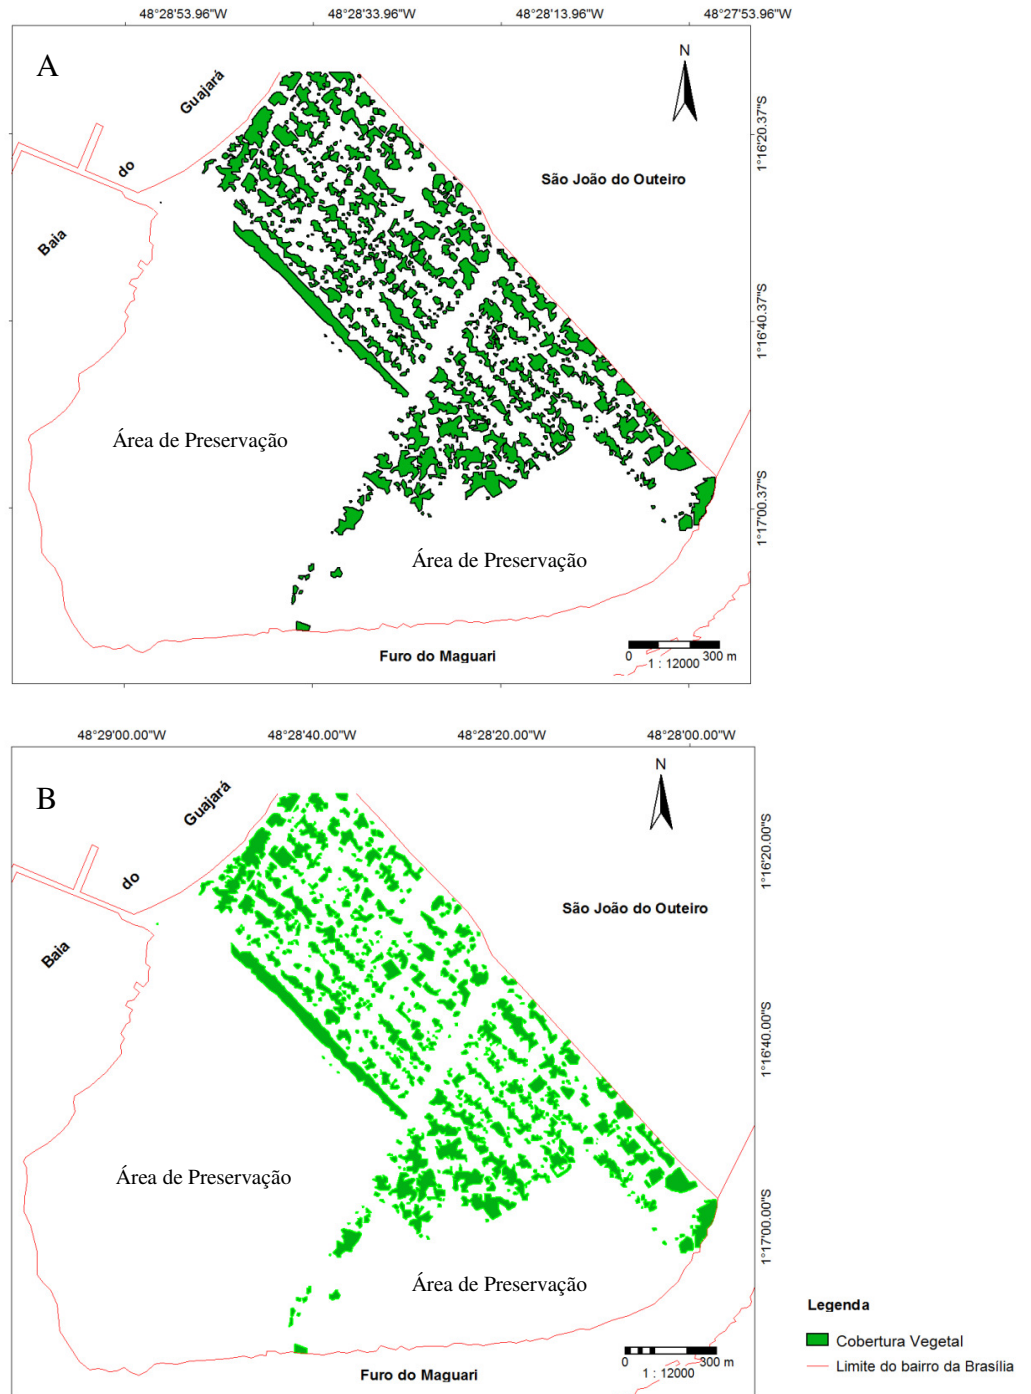 48°28'53.96"W 48°28'33.96"W 48°28'13.96"W 48°27'53.96"W
A
Guajará
do
Baia
N
1°16'20.37"S
São João do Outeiro
1°16'40.37"S
Área de Preservação
1°17'00.37"S
Área de Preservação
Furo do Maguari
0 300 m
1 : 12000
48°29'00.00"W 48°28'40.00"W 48°28'20.00"W 48°28'00.00"W
B
Guajará
do
Baia
N
1°16'20.00"S
São João do Outeiro
1°16'40.00"S
Área de Preservação
1°17'00.00"S
Área de Preservação
Furo do Maguari
0 300 m
1 : 12000
Legenda
Cobertura Vegetal
Limite do bairro da Brasília